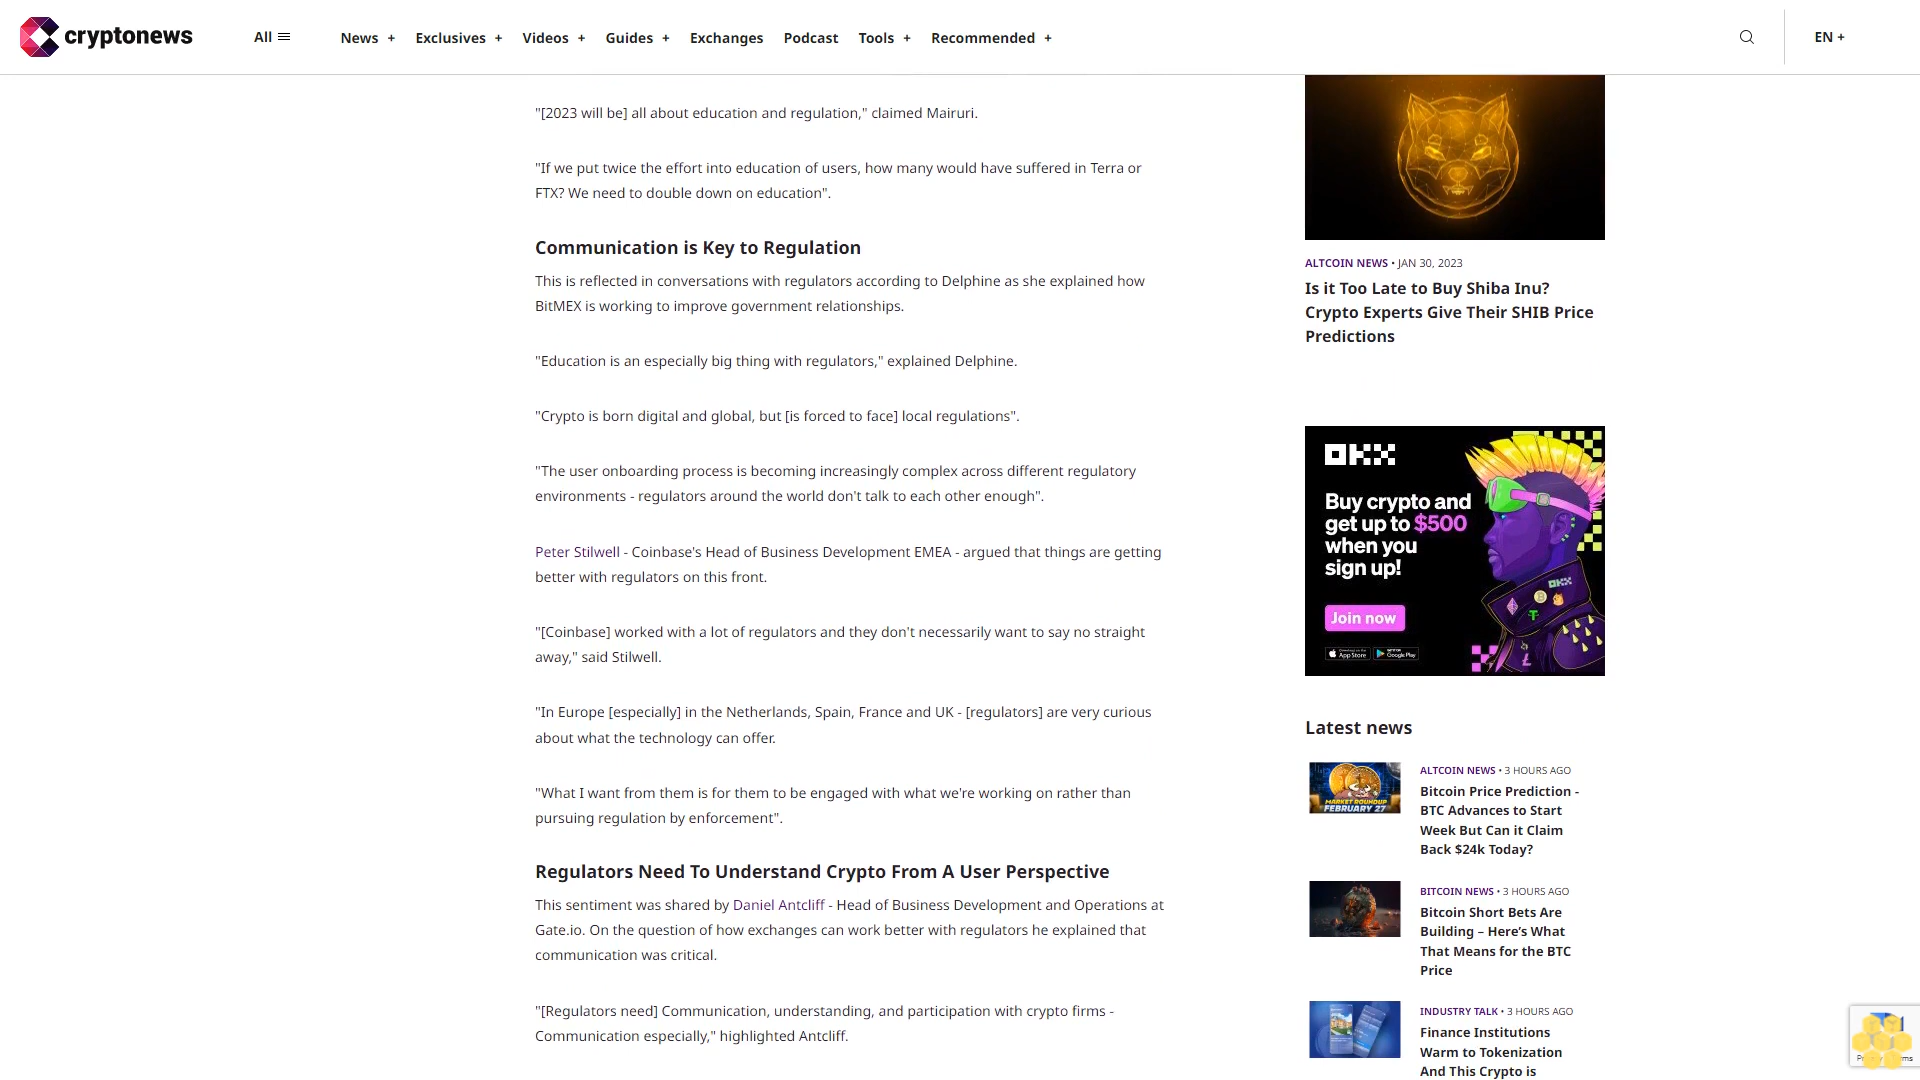 cryptonews
All
News +
Exclusives +
Videos +
Guides +
Exchanges
Podcast
Tools +
Recommended +
EN +
"[2023 will be] all about education and regulation," claimed Mairuri.
"If we put twice the effort into education of users, how many would have suffered in Terra or
FTX? We need to double down on education".
Communication is Key to Regulation
This is reflected in conversations with regulators according to Delphine as she explained how
BitMEX is working to improve government relationships.
"Education is an especially big thing with regulators," explained Delphine.
"Crypto is born digital and global, but [is forced to face] local regulations".
"The user onboarding process is becoming increasingly complex across different regulatory
environments - regulators around the world don't talk to each other enough".
Peter Stilwell - Coinbase's Head of Business Development EMEA - argued that things are getting
better with regulators on this front.
"[Coinbase] worked with a lot of regulators and they don't necessarily want to say no straight
away," said Stilwell.
"In Europe [especially] in the Netherlands, Spain, France and UK - [regulators] are very curious
about what the technology can offer.
"What I want from them is for them to be engaged with what we're working on rather than
pursuing regulation by enforcement".
Regulators Need To Understand Crypto From A User Perspective
This sentiment was shared by Daniel Antcliff - Head of Business Development and Operations at
Gate.io. On the question of how exchanges can work better with regulators he explained that
communication was critical.
"[Regulators need] Communication, understanding, and participation with crypto firms -
Communication especially," highlighted Antcliff.
ALTCOIN NEWS • JAN 30, 2023
Is it Too Late to Buy Shiba Inu?
Crypto Experts Give Their SHIB Price
Predictions
OKX
Buy crypto and
get up to $500
when you
sign up!
Join now
App Store
Google Play
OKX
Latest news
MARKET ROUNDUP
FEBRUARY 27
ALTCOIN NEWS • 3 HOURS AGO
Bitcoin Price Prediction -
BTC Advances to Start
Week But Can it Claim
Back $24k Today?
BITCOIN NEWS • 3 HOURS AGO
Bitcoin Short Bets Are
Building – Here's What
That Means for the BTC
Price
INDUSTRY TALK • 3 HOURS AGO
Finance Institutions
Warm to Tokenization
And This Crypto is